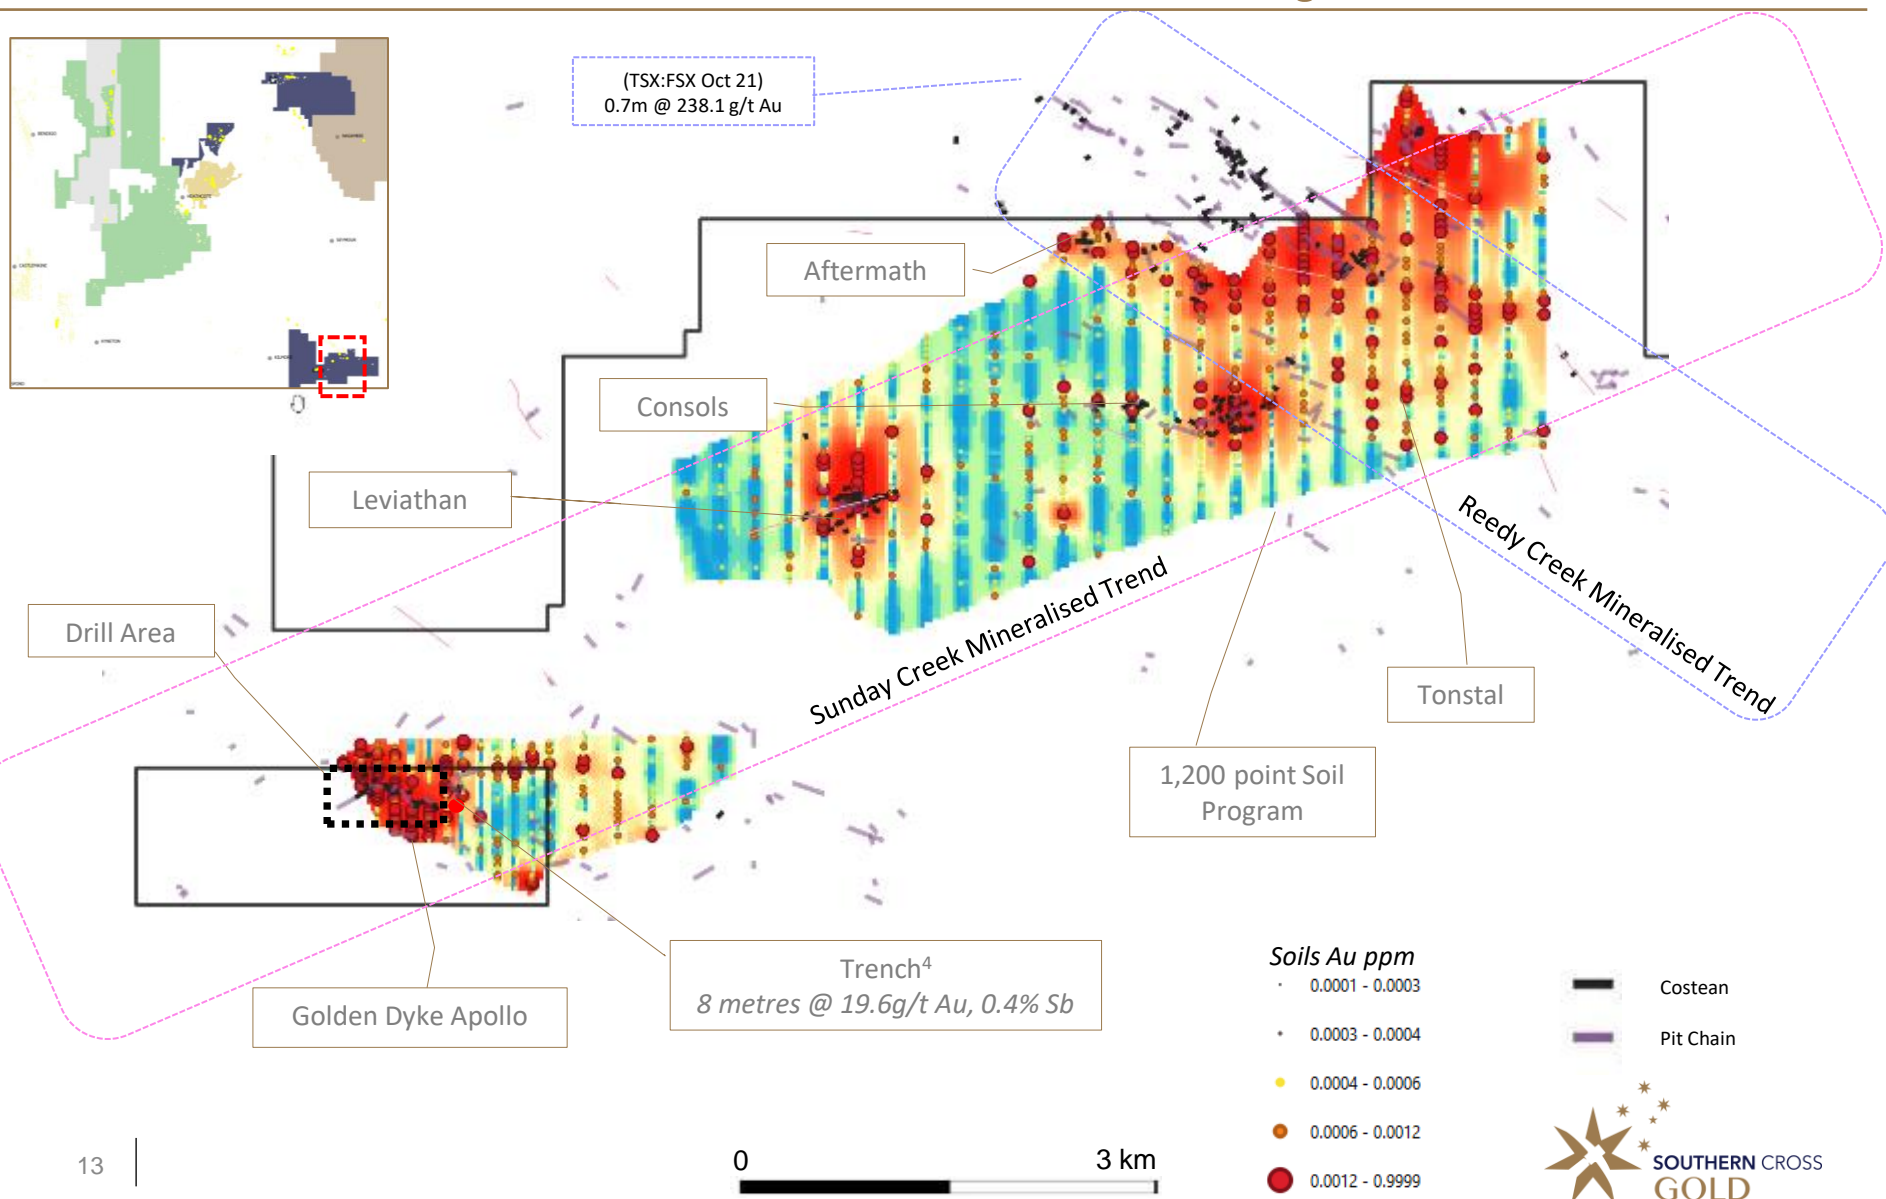 (TSX:FSX Oct 21)
0.7m @ 238.1 g/t Au
Aftermath
Consols
Leviathan
Drill Area
Sunday Creek Mineralised Trend
Reedy Creek Mineralised Trend
Tonstal
1,200 point Soil
Program
Trench⁴
8 metres @ 19.6g/t Au, 0.4% Sb
Golden Dyke Apollo
Soils Au ppm
0.0001 - 0.0003
0.0003 - 0.0004
0.0004 - 0.0006
0.0006 - 0.0012
0.0012 - 0.9999
Costean
Pit Chain
0
3 km
13
SOUTHERN CROSS
GOLD